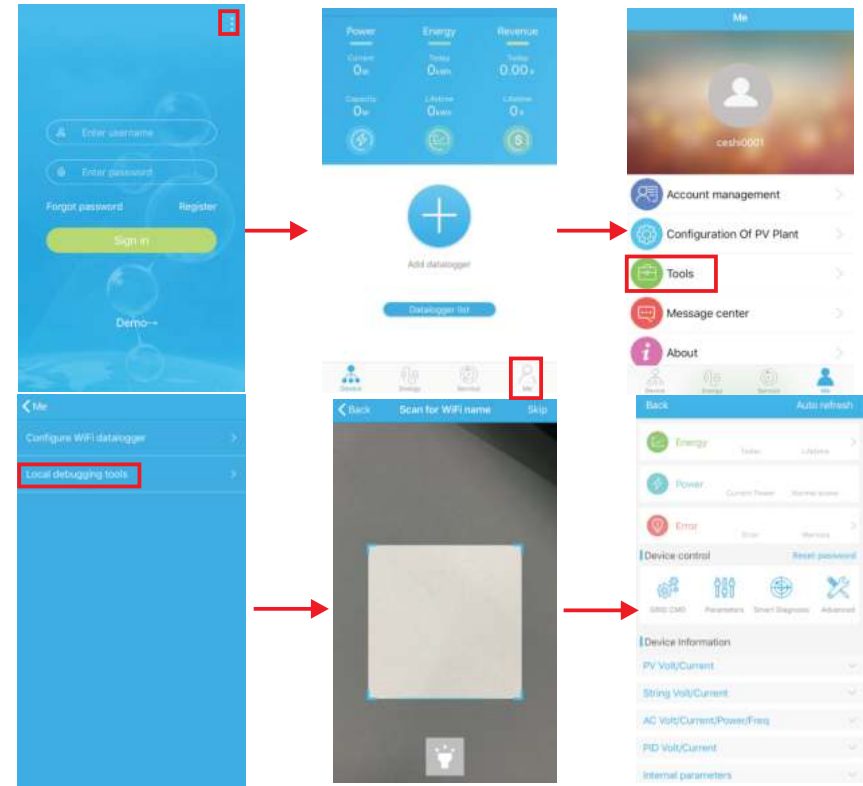 Enter username
Enter password
Forgot password Register
Sign in
Demo→
Power Energy Revenue
Current Today Today
0w 0kWh 0.00
Capacity Lifetime Lifetime
0w 0kWh 0
Add datalogger
Datalogger list
Device Energy Service Me
Me
ceshi0001
Account management
Configuration Of PV Plant
Tools
Message center
About
Device Energy Service Me
Me
Configure WiFi datalogger
Local debugging tools
Back Scan for WiFi name Skip
Back Auto refresh
Energy
Today Lifetime
Power
Current Power Normal power
Error
Error Warning
Device control Reset password
GRID CMD Parameters Smart Diagnosis Advanced
Device Information
PV Volt/Current
String Volt/Current
AC Volt/Current/Power/Freq
PID Volt/Current
Internal parameters